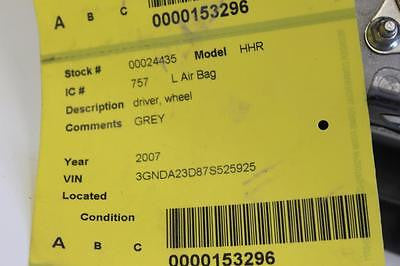 A B C
0000153296
Stock # 00024435 Model HHR
IC # 757 L Air Bag
Description driver, wheel
Comments GREY
Year 2007
VIN 3GNDA23D87S525925
Located
Condition
A B C
0000153296